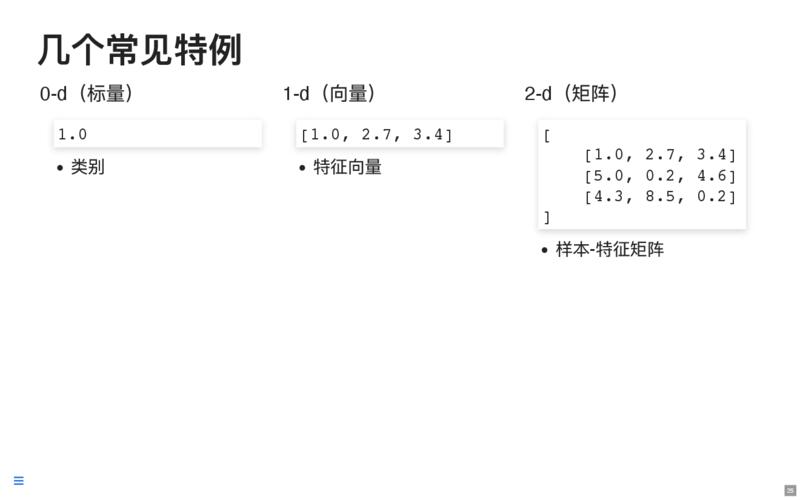 几个常见特例
0-d（标量）
1.0
• 类别
1-d（向量）
[1.0, 2.7, 3.4]
• 特征向量
2-d（矩阵）
[
[1.0, 2.7, 3.4]
[5.0, 0.2, 4.6]
[4.3, 8.5, 0.2]
]
• 样本-特征矩阵
25